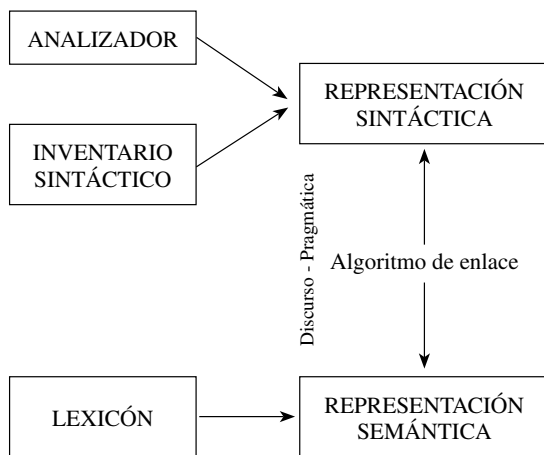 ANALIZADOR
REPRESENTACIÓN
SINTÁCTICA
INVENTARIO
SINTÁCTICO
Discurso - Pragmática
Algoritmo de enlace
LEXICÓN
REPRESENTACIÓN
SEMÁNTICA